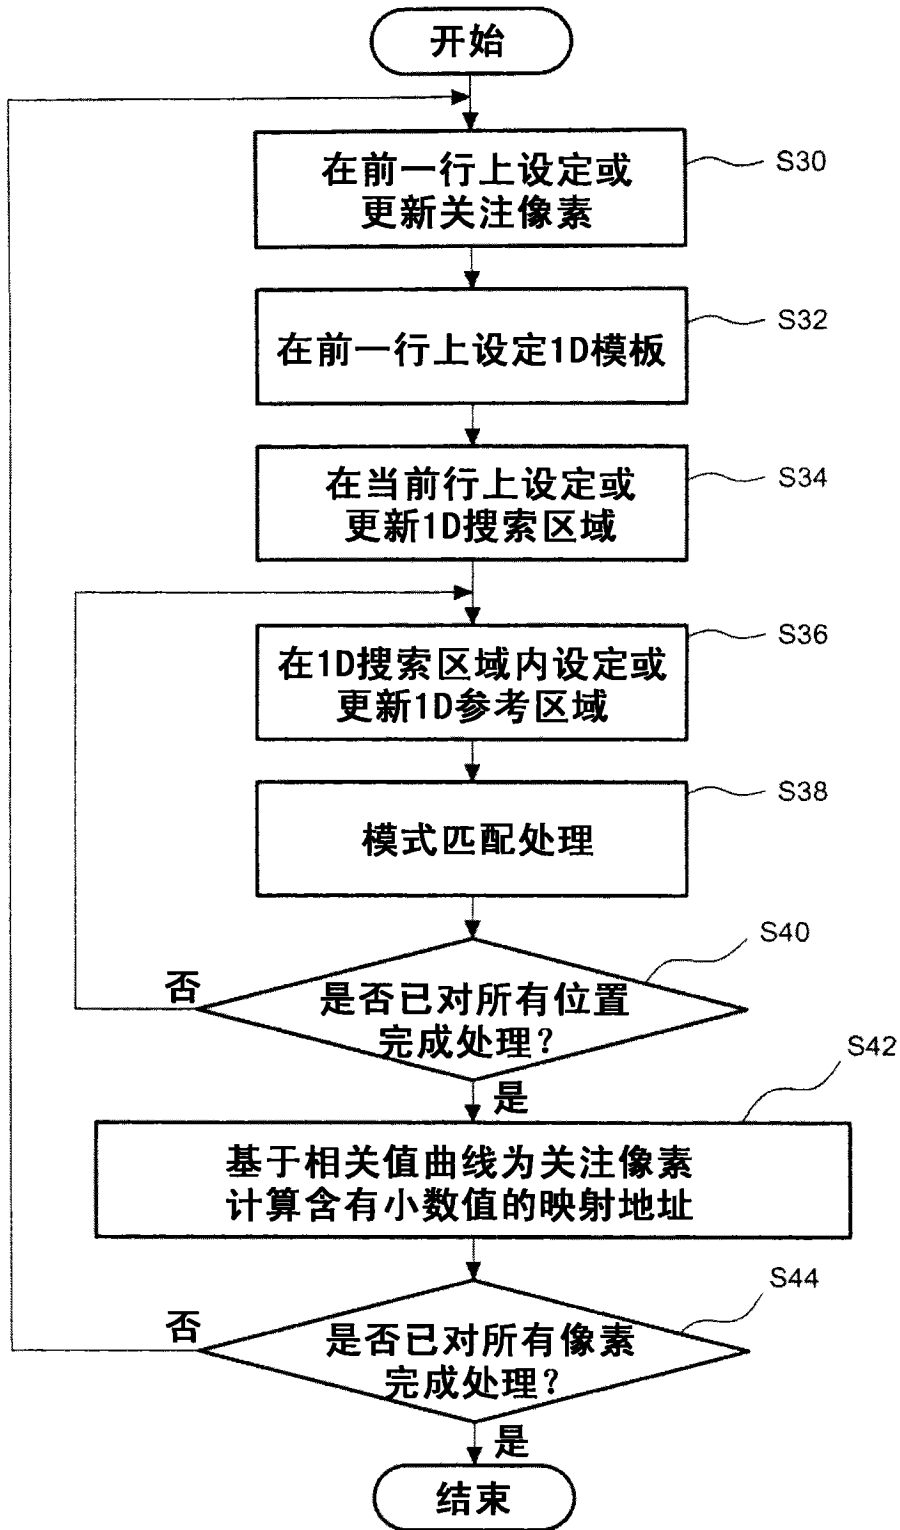 开始
在前一行上设定或
更新关注像素
S30
在前一行上设定1D模板
S32
在当前行上设定或
更新1D搜索区域
S34
在1D搜索区域内设定或
更新1D参考区域
S36
模式匹配处理
S38
是否已对所有位置
完成处理？
S40
否
是
基于相关值曲线为关注像素
计算含有小数值的映射地址
S42
是否已对所有像素
完成处理？
S44
否
是
结束